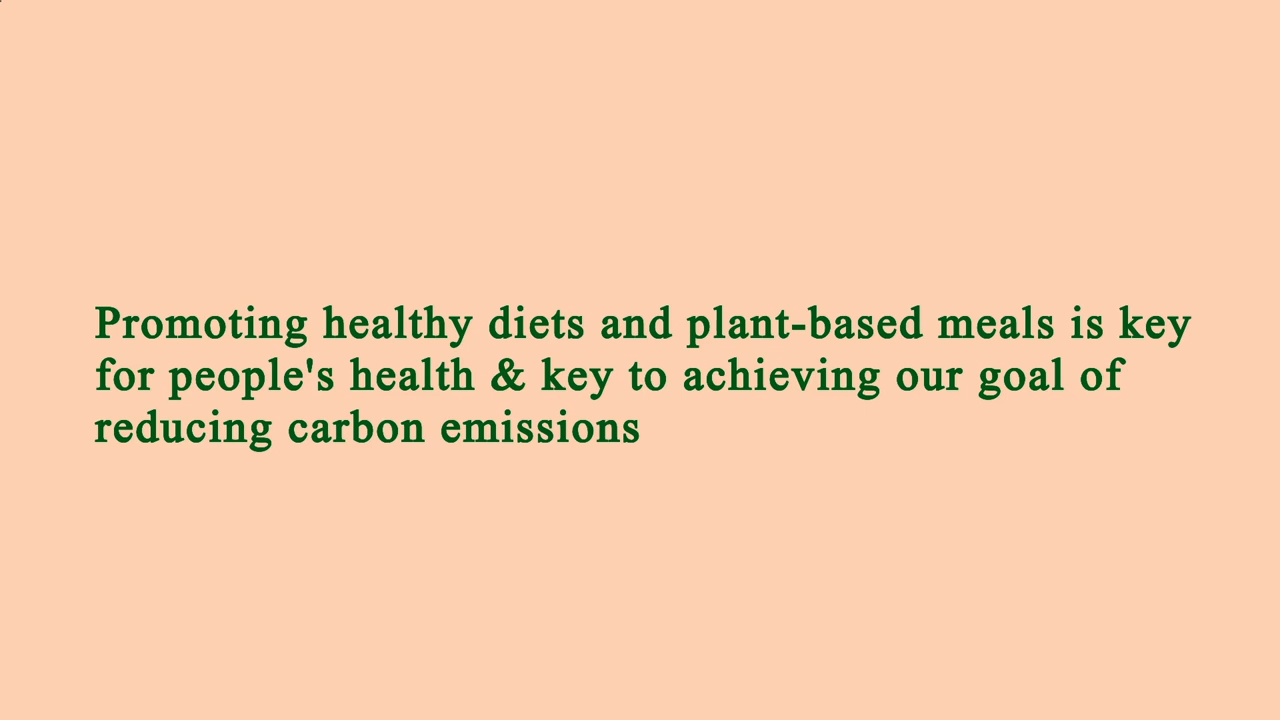 Promoting healthy diets and plant-based meals is key
for people's health & key to achieving our goal of
reducing carbon emissions